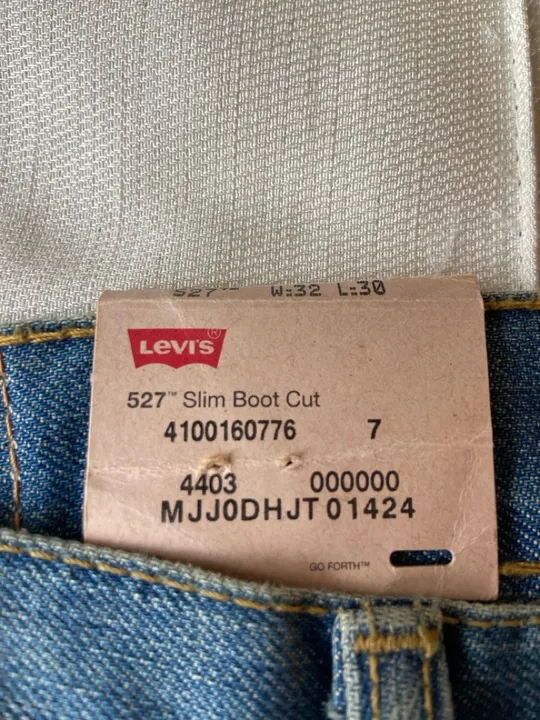 527™ W:32 L:30
LEVI'S®
527™ Slim Boot Cut
4100160776 7
4403 000000
MJJ0DHJT 01424
GO FORTH™